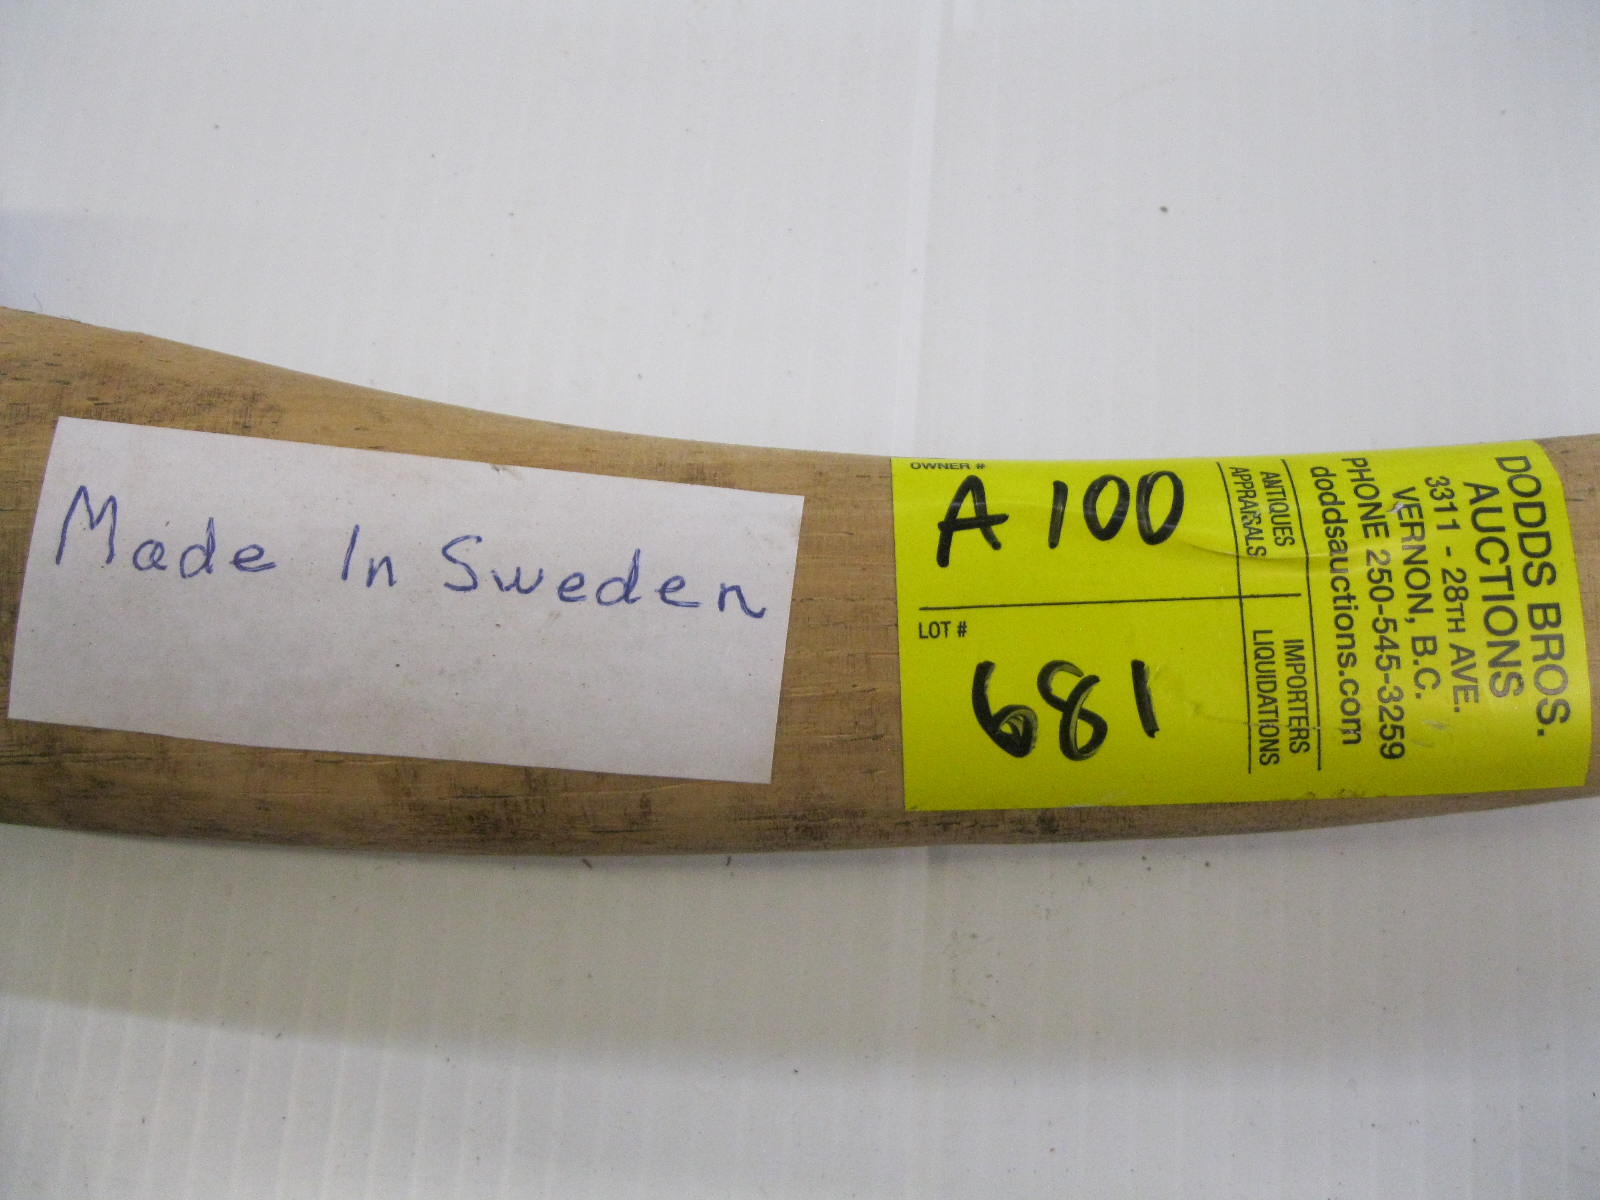 Made In Sweden
OWNER #
A 100
LOT #
681
ANTIQUES
APPRAISALS
IMPORTERS
LIQUIDATIONS
DODDS BROS.
AUCTIONS
3311 - 28TH AVE.
VERNON, B.C.
PHONE 250-545-3259
doddsauctions.com